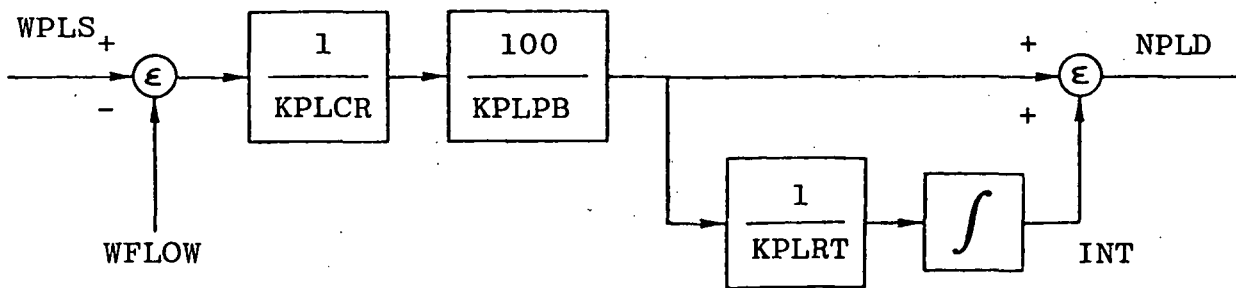 WPLS
+
-
ε
WFLOW
1
KPLCR
100
KPLPB
1
KPLRT
∫
INT
+
+
ε
NPLD